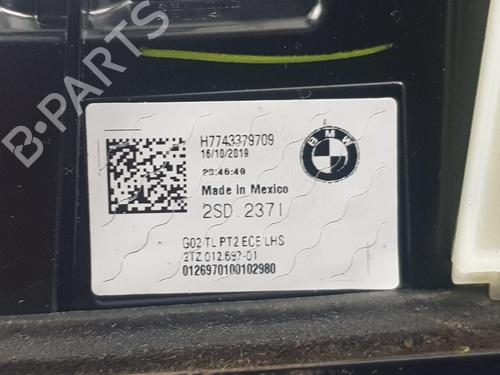 B-PARTS
H7743379709
16/10/2019
23:46:49
Made in Mexico
2SD 2371
BMW
G02 TL PT2 ECE LHS
2TZ 012.697-01
0126970100102980